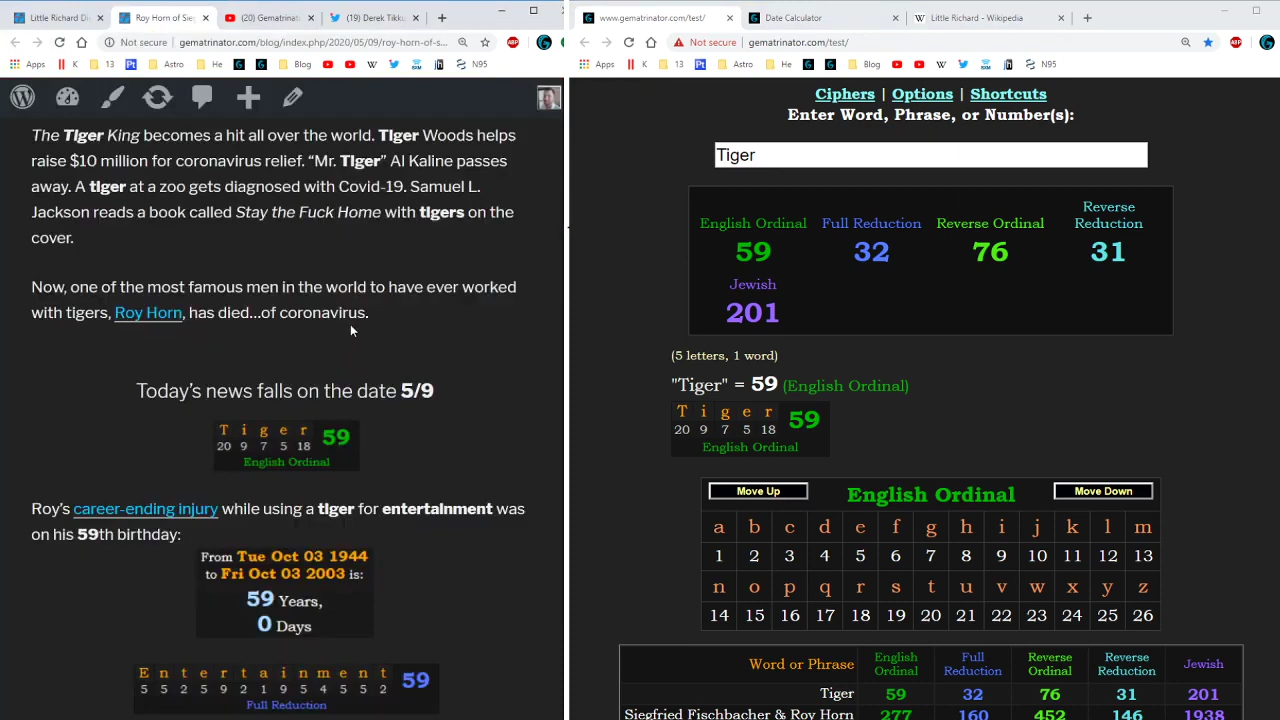 Little Richard Di
Roy Horn of Sie
(20) Gematrina
(19) Derek Tikku
Not secure
gematrinator.com/blog/index.php/2020/05/09/roy-horn-of-s...
Apps
K
13
Pt
Astro
He
Blog
N95
The TIger King becomes a hit all over the world. TIger Woods helps
raise $10 million for coronavirus relief. “Mr. TIger” Al Kaline passes
away. A tIger at a zoo gets diagnosed with Covid-19. Samuel L.
Jackson reads a book called Stay the Fuck Home with tIgers on the
cover.
Now, one of the most famous men in the world to have ever worked
with tigers, Roy Horn, has died...of coronavirus.
Today’s news falls on the date 5/9
T i g e r 59
20 9 7 5 18
English Ordinal
Roy’s career-ending injury while using a tIger for entertaInment was
on his 59th birthday:
From Tue Oct 03 1944
to Fri Oct 03 2003 is:
59 Years,
0 Days
E n t e r t a i n m e n t 59
5 5 2 5 9 2 1 9 5 4 5 5 2
Full Reduction
www.gematrinator.com/test/
Date Calculator
Little Richard - Wikipedia
Not secure
gematrinator.com/test/
Apps
K
13
Pt
Astro
He
Blog
N95
Ciphers | Options | Shortcuts
Enter Word, Phrase, or Number(s):
Tiger
English Ordinal
59
Full Reduction
32
Reverse Ordinal
76
Reverse
Reduction
31
Jewish
201
(5 letters, 1 word)
"Tiger" = 59 (English Ordinal)
T i g e r 59
20 9 7 5 18
English Ordinal
Move Up
English Ordinal
Move Down
a b c d e f g h i j k l m
1 2 3 4 5 6 7 8 9 10 11 12 13
n o p q r s t u v w x y z
14 15 16 17 18 19 20 21 22 23 24 25 26
Word or Phrase
English
Ordinal
Full
Reduction
Reverse
Ordinal
Reverse
Reduction
Jewish
Tiger 59 32 76 31 201
Siegfried Fischbacher & Roy Horn 277 160 452 146 1938